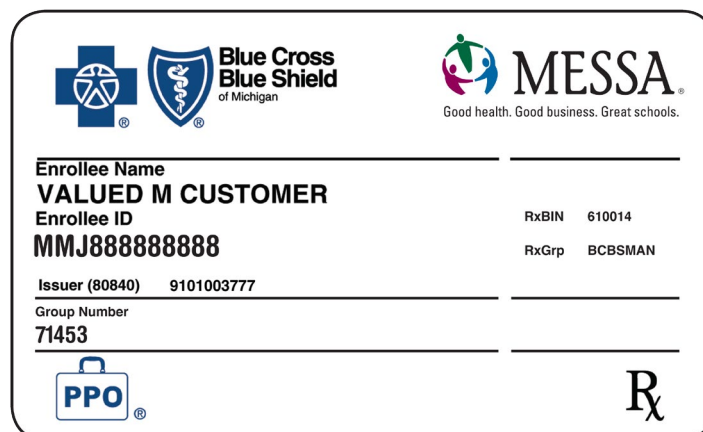 Blue Cross
Blue Shield
of Michigan
® ®
MESSA®
Good health. Good business. Great schools.
Enrollee Name
VALUED M CUSTOMER
Enrollee ID
MMJ888888888
RxBIN 610014
RxGrp BCBSMAN
Issuer (80840) 9101003777
Group Number
71453
PPO ®
Rx